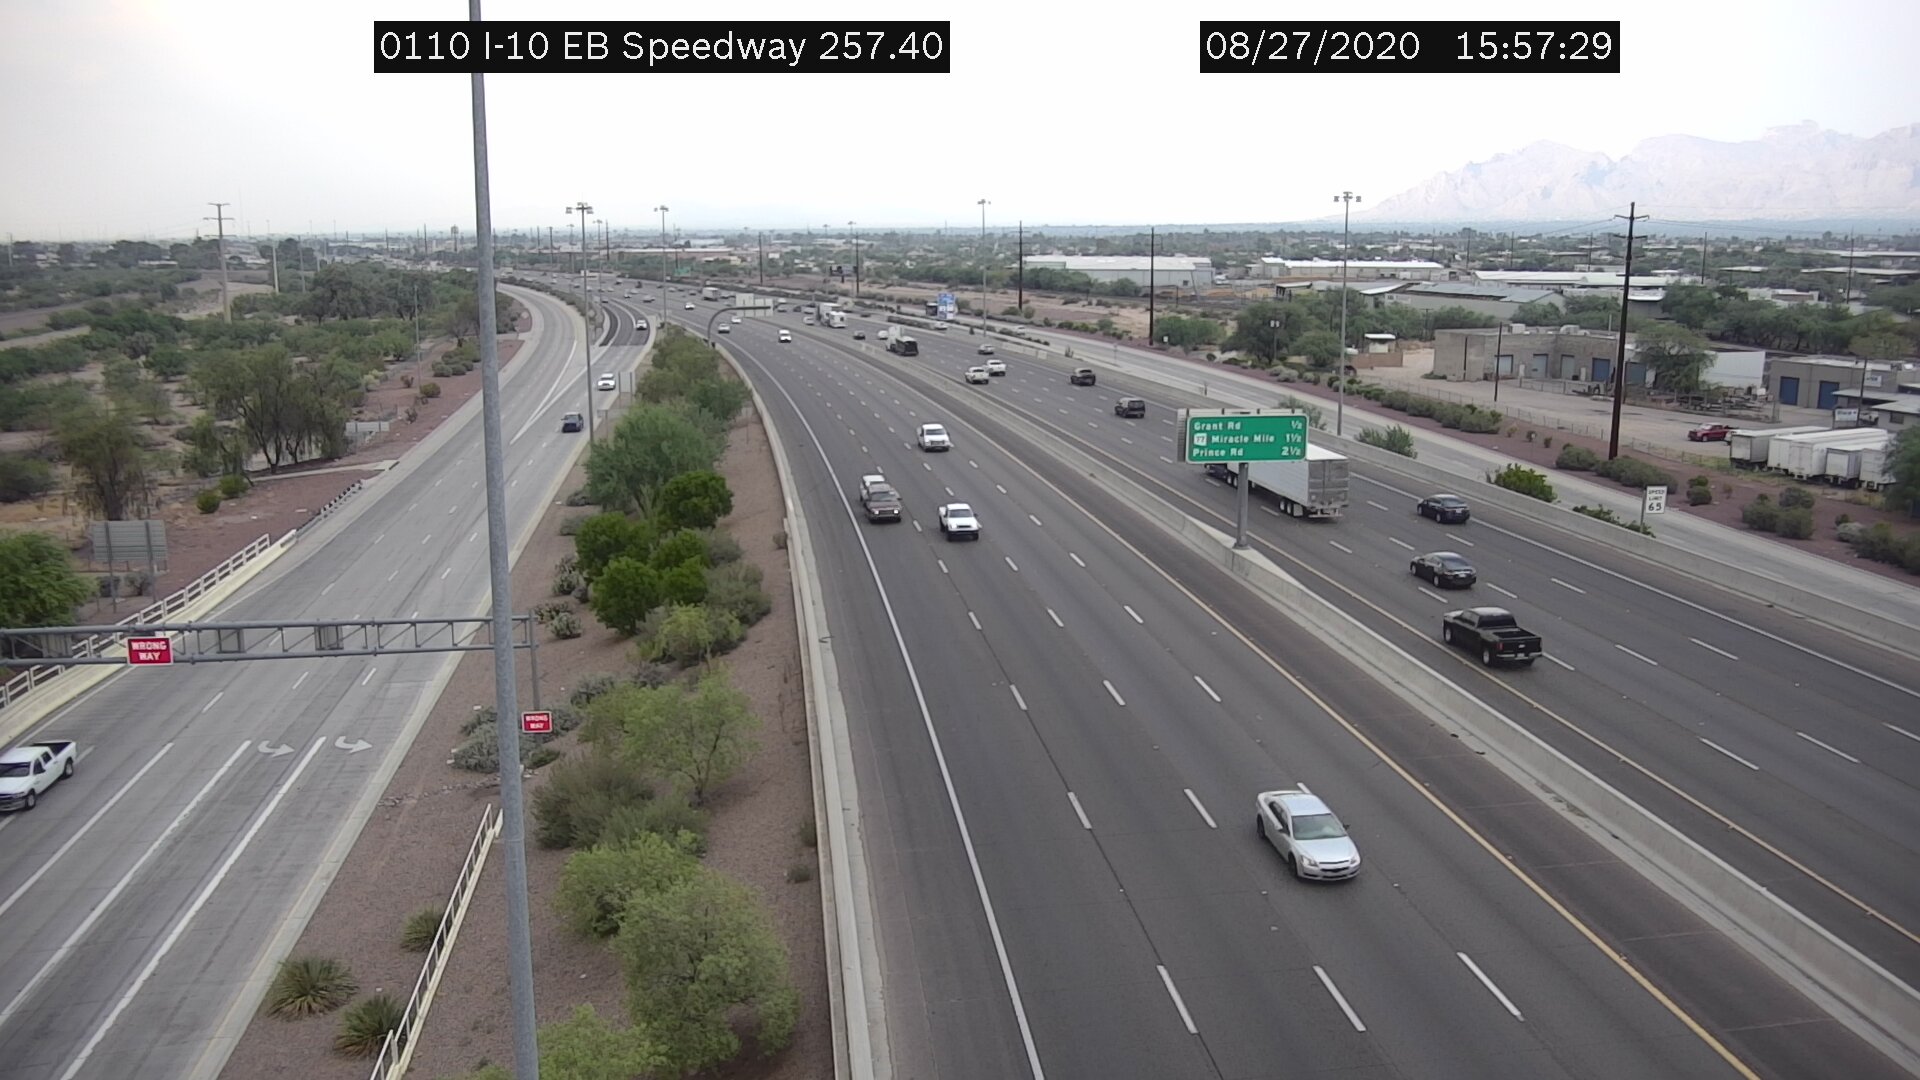 0110 I-10 EB Speedway 257.40
08/27/2020 15:57:29
Grant Rd ½
77 Miracle Mile 1½
Prince Rd 2½
SPEED
LIMIT
65
WRONG
WAY
WRONG
WAY